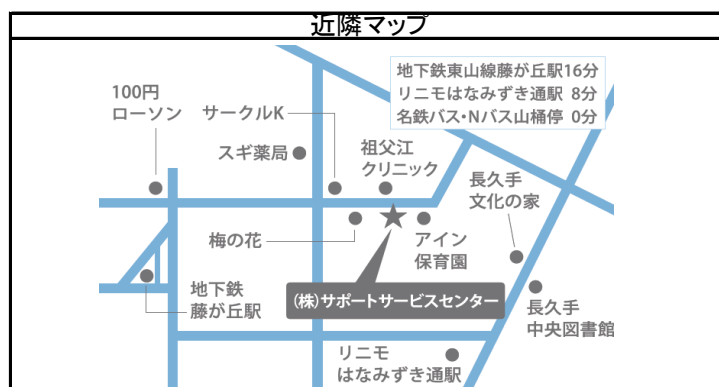 近隣マップ
地下鉄東山線藤が丘駅16分
リニモはなみずき通駅 8分
名鉄バス・Nバス山桶停 0分
100円
ローソン
サークルK
スギ薬局
祖父江
クリニック
長久手
文化の家
梅の花
アイン
保育園
地下鉄
藤が丘駅
(株)サポートサービスセンター
長久手
中央図書館
リニモ
はなみずき通駅